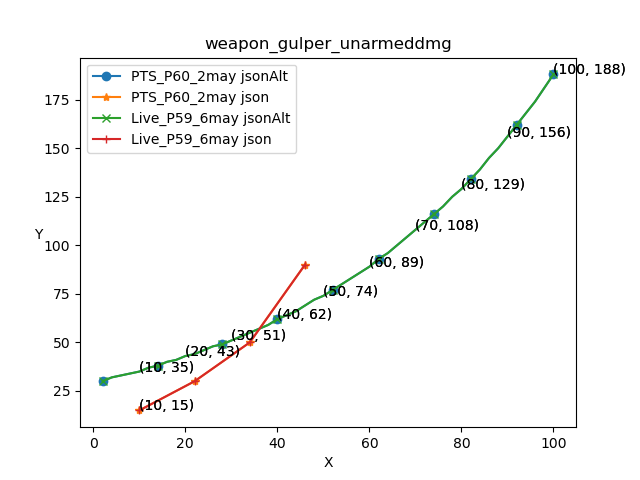 weapon_gulper_unarmeddmg
PTS_P60_2may jsonAlt
PTS_P60_2may json
Live_P59_6may jsonAlt
Live_P59_6may json
(100, 188)
(90, 156)
(80, 129)
(70, 108)
(60, 89)
(50, 74)
(40, 62)
(30, 51)
(20, 43)
(10, 35)
(10, 15)
175
150
125
100
75
50
25
Y
0 20 40 60 80 100
X